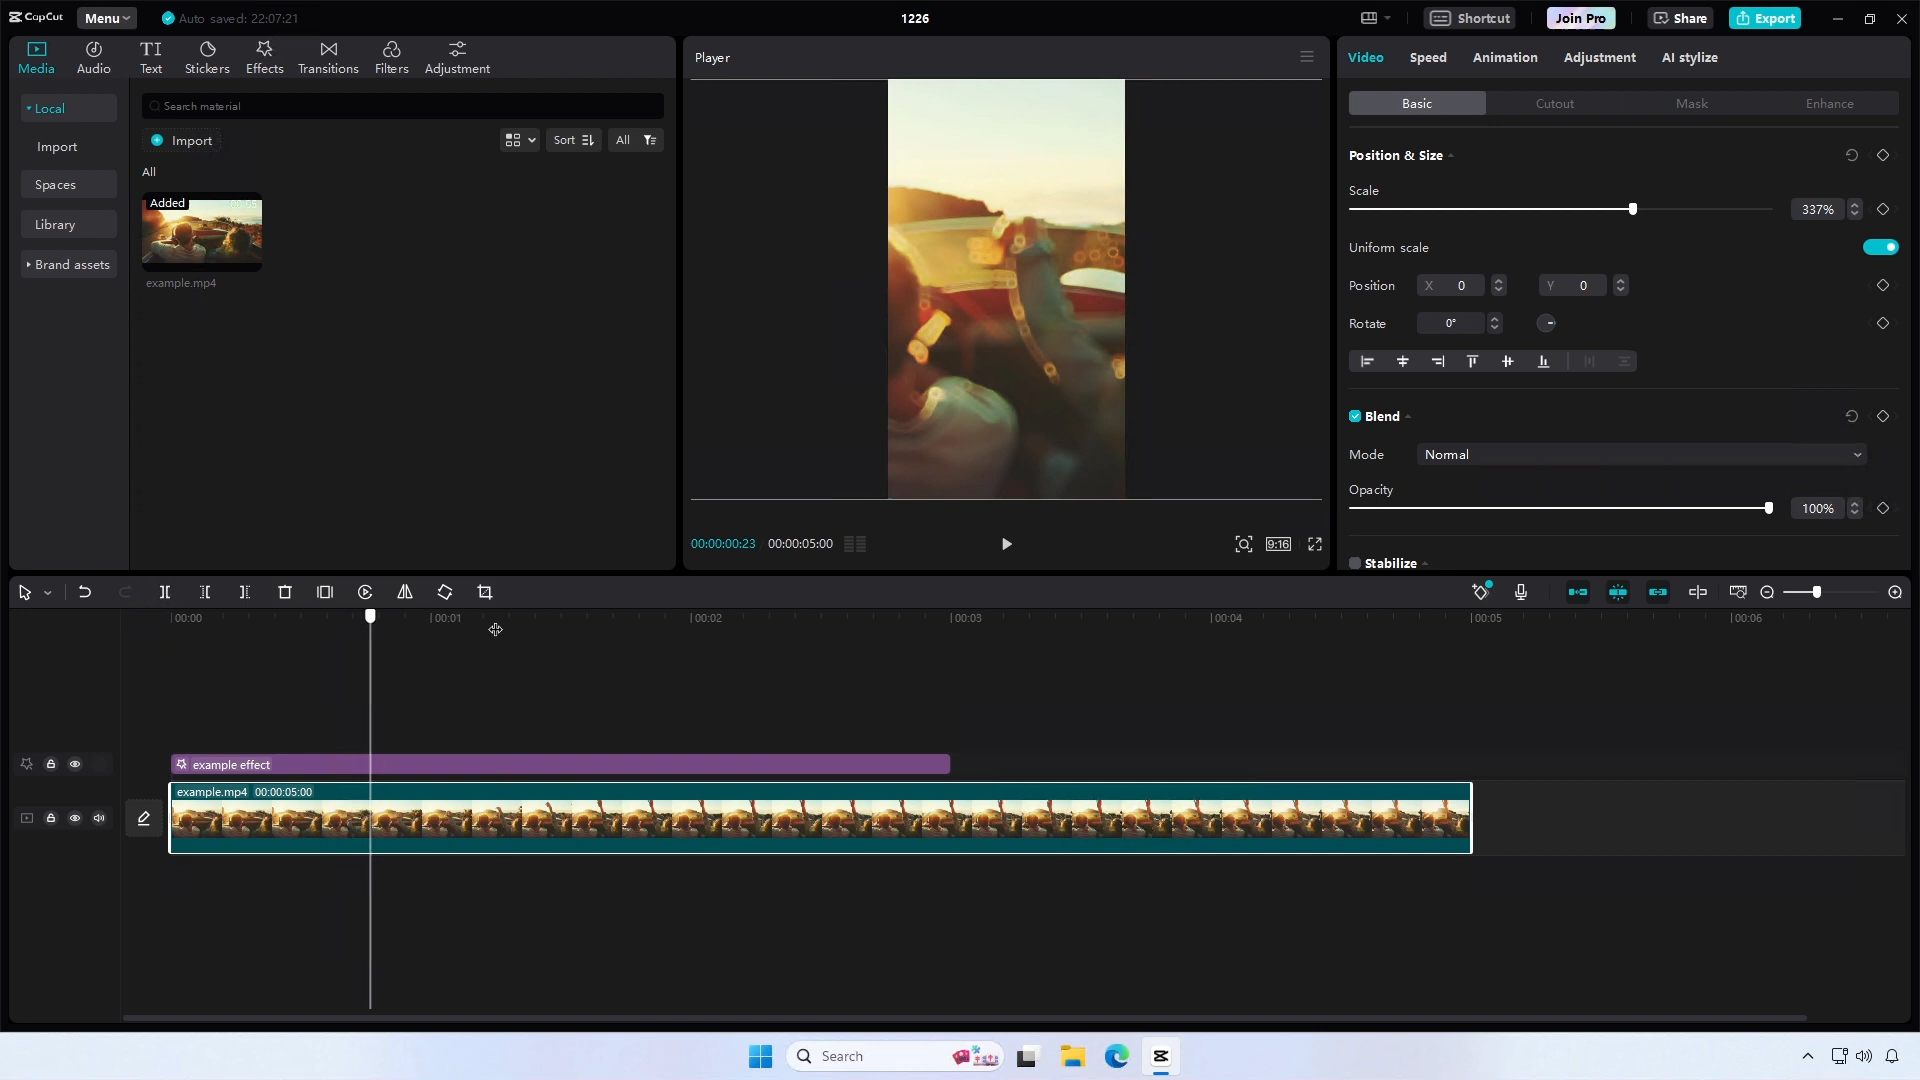 CapCut Menu Auto saved: 22:07:21 1226 Shortcut Join Pro Share Export
Media Audio Text Stickers Effects Transitions Filters Adjustment
Local
Import
Spaces
Library
Brand assets
Search material
Import Sort All
All
Added
example.mp4
Player
00:00:00:23 00:00:05:00 9:16
Video Speed Animation Adjustment AI stylize
Basic Cutout Mask Enhance
Position & Size
Scale
337%
Uniform scale
Position X 0 Y 0
Rotate 0°
Blend
Mode Normal
Opacity
100%
Stabilize
00:00 00:01 00:02 00:03 00:04 00:05 00:06
example effect
example.mp4 00:00:05:00
Search